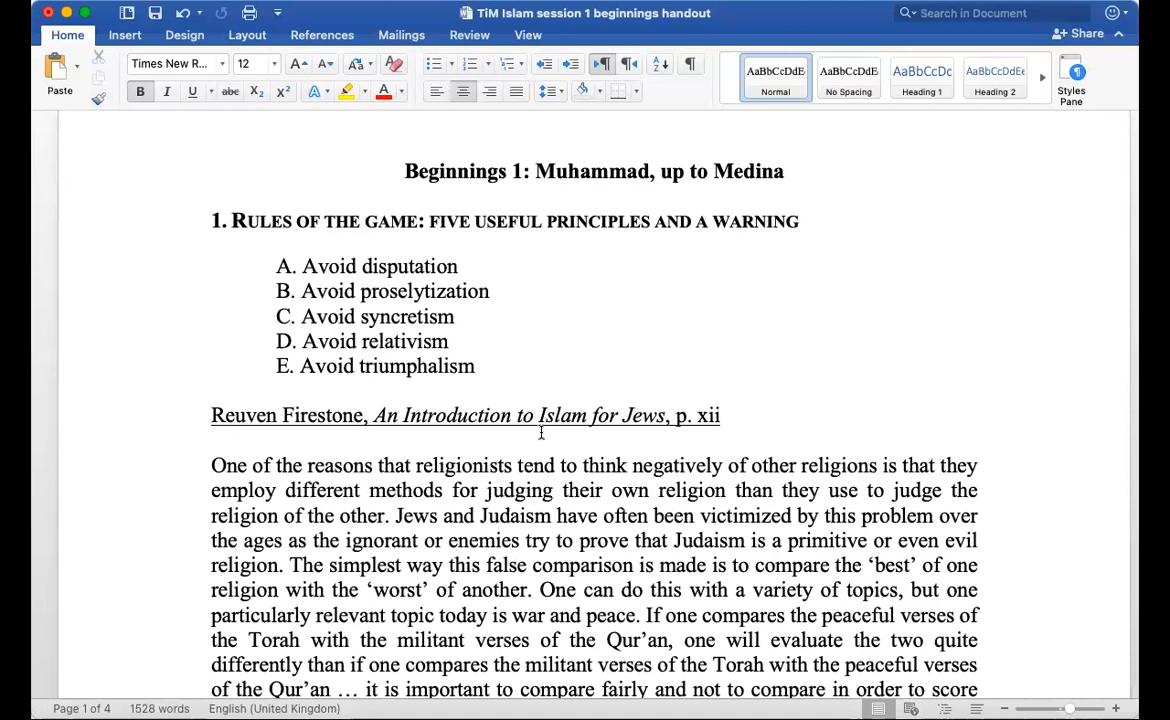 TiM Islam session 1 beginnings handout
Search in Document
Home Insert Design Layout References Mailings Review View
Share
Paste
Times New R... 12
AaBbCcDdE AaBbCcDdE AaBbCcDc AaBbCcDdEe
Normal No Spacing Heading 1 Heading 2
Styles
Pane
Beginnings 1: Muhammad, up to Medina
1. RULES OF THE GAME: FIVE USEFUL PRINCIPLES AND A WARNING
A. Avoid disputation
B. Avoid proselytization
C. Avoid syncretism
D. Avoid relativism
E. Avoid triumphalism
Reuven Firestone, An Introduction to Islam for Jews, p. xii
One of the reasons that religionists tend to think negatively of other religions is that they
employ different methods for judging their own religion than they use to judge the
religion of the other. Jews and Judaism have often been victimized by this problem over
the ages as the ignorant or enemies try to prove that Judaism is a primitive or even evil
religion. The simplest way this false comparison is made is to compare the ‘best’ of one
religion with the ‘worst’ of another. One can do this with a variety of topics, but one
particularly relevant topic today is war and peace. If one compares the peaceful verses of
the Torah with the militant verses of the Qur’an, one will evaluate the two quite
differently than if one compares the militant verses of the Torah with the peaceful verses
of the Qur’an … it is important to compare fairly and not to compare in order to score
Page 1 of 4 1528 words English (United Kingdom)